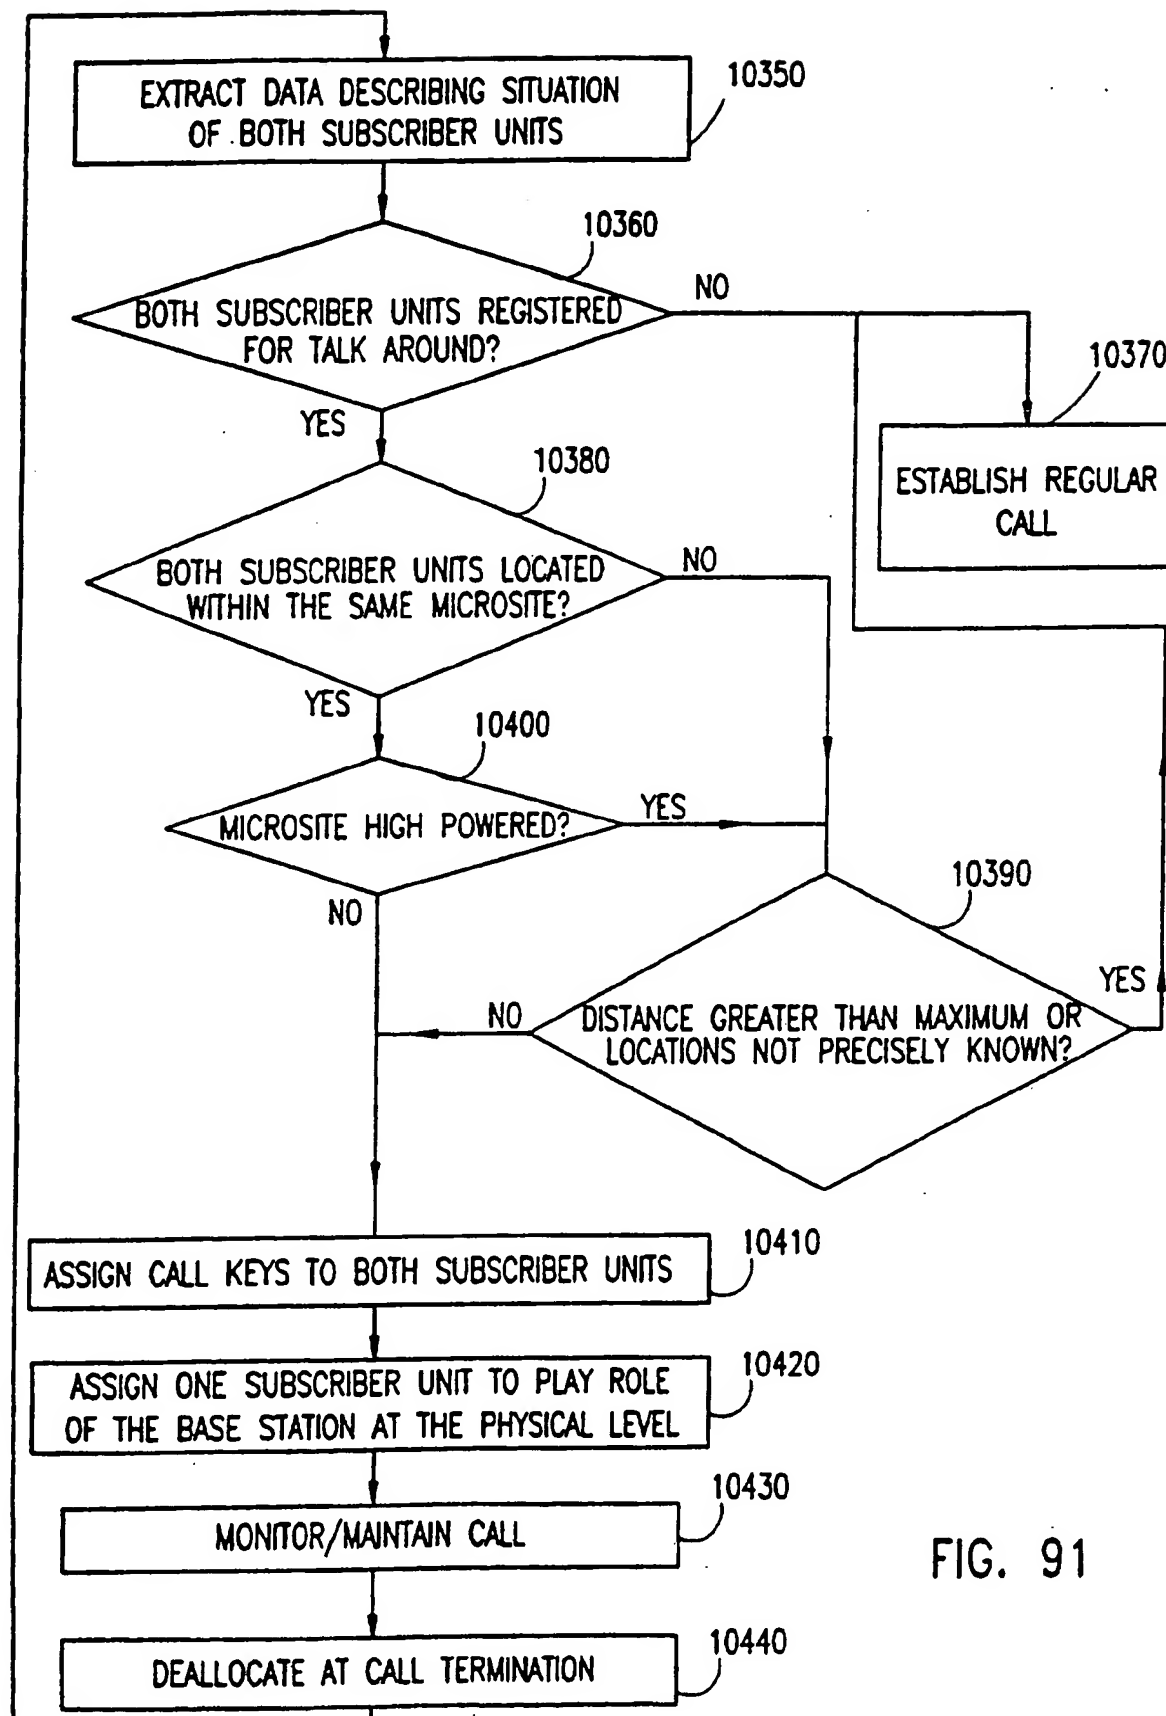 EXTRACT DATA DESCRIBING SITUATION
OF BOTH SUBSCRIBER UNITS
10350
10360
BOTH SUBSCRIBER UNITS REGISTERED
FOR TALK AROUND?
NO
YES
10370
ESTABLISH REGULAR
CALL
10380
BOTH SUBSCRIBER UNITS LOCATED
WITHIN THE SAME MICROSITE?
NO
YES
10400
MICROSITE HIGH POWERED?
YES
NO
10390
DISTANCE GREATER THAN MAXIMUM OR
LOCATIONS NOT PRECISELY KNOWN?
YES
NO
ASSIGN CALL KEYS TO BOTH SUBSCRIBER UNITS
10410
ASSIGN ONE SUBSCRIBER UNIT TO PLAY ROLE
OF THE BASE STATION AT THE PHYSICAL LEVEL
10420
MONITOR/MAINTAIN CALL
10430
DEALLOCATE AT CALL TERMINATION
10440
FIG. 91